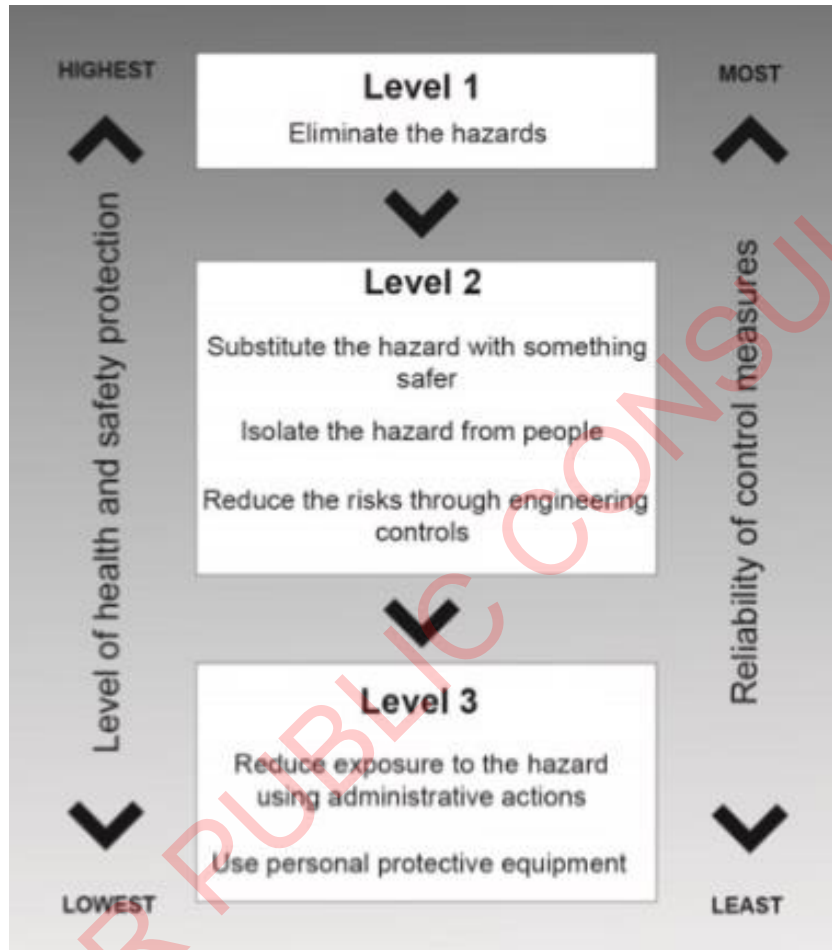 HIGHEST
MOST
Level 1
Eliminate the hazards
Level 2
Substitute the hazard with something
safer
Isolate the hazard from people
Reduce the risks through engineering
controls
Level 3
Reduce exposure to the hazard
using administrative actions
Use personal protective equipment
Level of health and safety protection
Reliability of control measures
LOWEST
LEAST
R PUBLIC CONSU